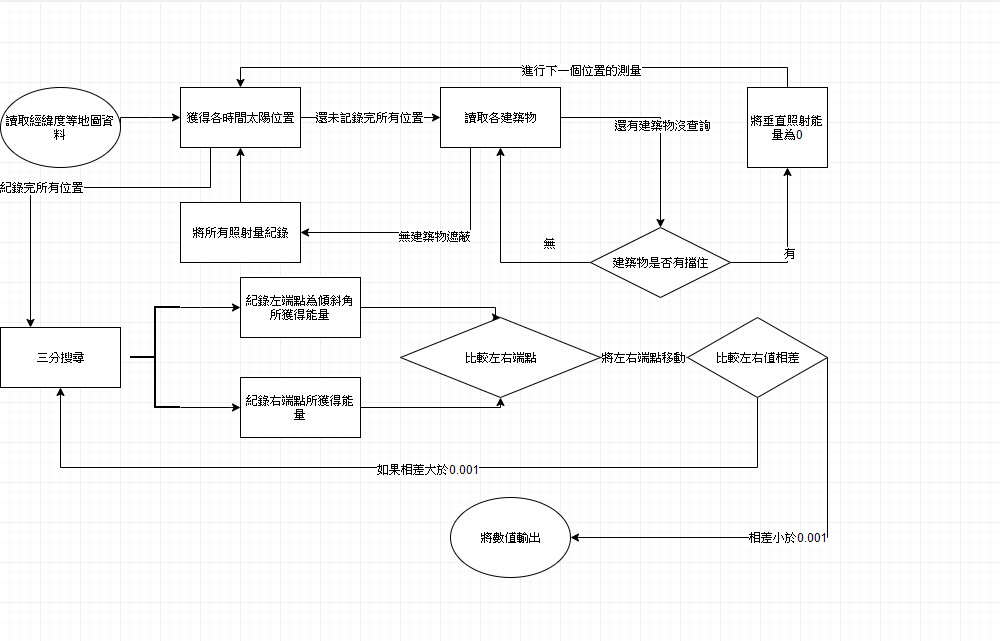 進行下一個位置的測量
讀取經緯度等地圖資
料
獲得各時間太陽位置
還未記錄完所有位置
讀取各建築物
還有建築物沒查詢
將垂直照射能
量為0
紀錄完所有位置
將所有照射量紀錄
無建築物遮蔽
無
建築物是否有擋住
有
紀錄左端點為傾斜角
所獲得能量
三分搜尋
比較左右端點
將左右端點移動
比較左右值相差
紀錄右端點所獲得能
量
如果相差大於0.001
將數值輸出
相差小於0.001